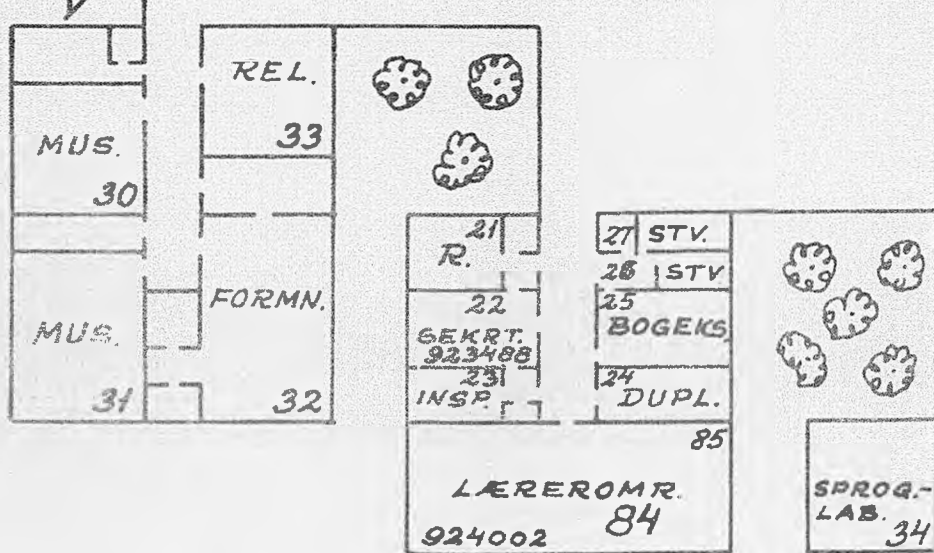 REL.
33
MUS.
30
MUS.
31
FORMN.
32
21
R.
22
SEKRT.
923488
23
INSP.
27 STV.
26 STV
25
BOGEKS.
24
DUPL.
85
LÆREROMR.
84
924002
SPROG.-
LAB.
34